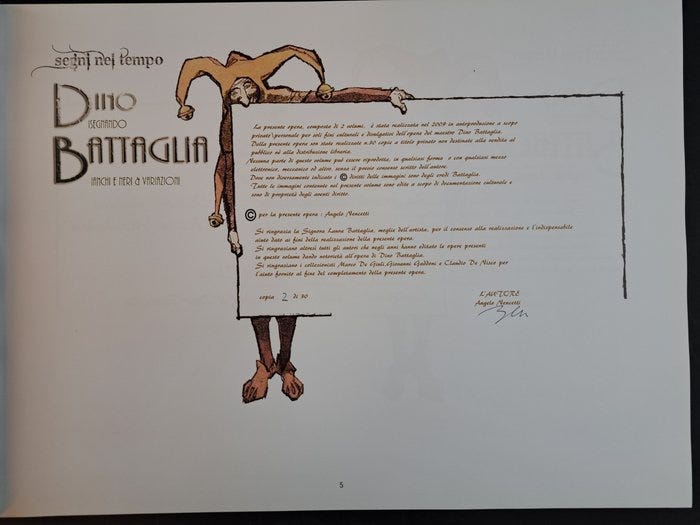 segni nel tempo
DINO
ISEGNANDO
BATTAGLIA
IANCHI E NERI & VARIAZIONI
La presente opera, composta di 2 volumi, è stata realizzata nel 2009 in autoproduzione a scopo
privato\personale per soli fini culturali e divulgativi dell'opera del maestro Dino Battaglia.
Della presente opera son state realizzate n.30 copie a titolo privato non destinate alla vendita al
pubblico nè alla distribuzione libraria.
Nessuna parte di questo volume può essere riprodotta, in qualsiasi forma o con qualsiasi mezzo
elettronico, meccanico od altro, senza il previo consenso scritto dell'autore.
Dove non diversamente indicato i © diritti delle immagini sono degli eredi Battaglia.
Tutte le immagini contenute nel presente volume sono edite a scopo di documentazione culturale e
sono di proprietà degli aventi diritto.
© per la presente opera : Angelo Nencetti
Si ringrazia la Signora Laura Battaglia, moglie dell'artista, per il consenso alla realizzazione e l'indispensabile
aiuto dato ai fini della realizzazione della presente opera.
Si ringraziano altresì tutti gli autori che negli anni hanno editate le opere presenti
in questo volume dando notorietà all'opera di Dino Battaglia.
Si ringraziano i collezionisti Marco De Giuli, Giovanni Gaddoni e Claudio De Nisio per
l'aiuto fornito al fine del completamento della presente opera.
copia 2 di 30
L'AUTORE
Angelo Nencetti
5